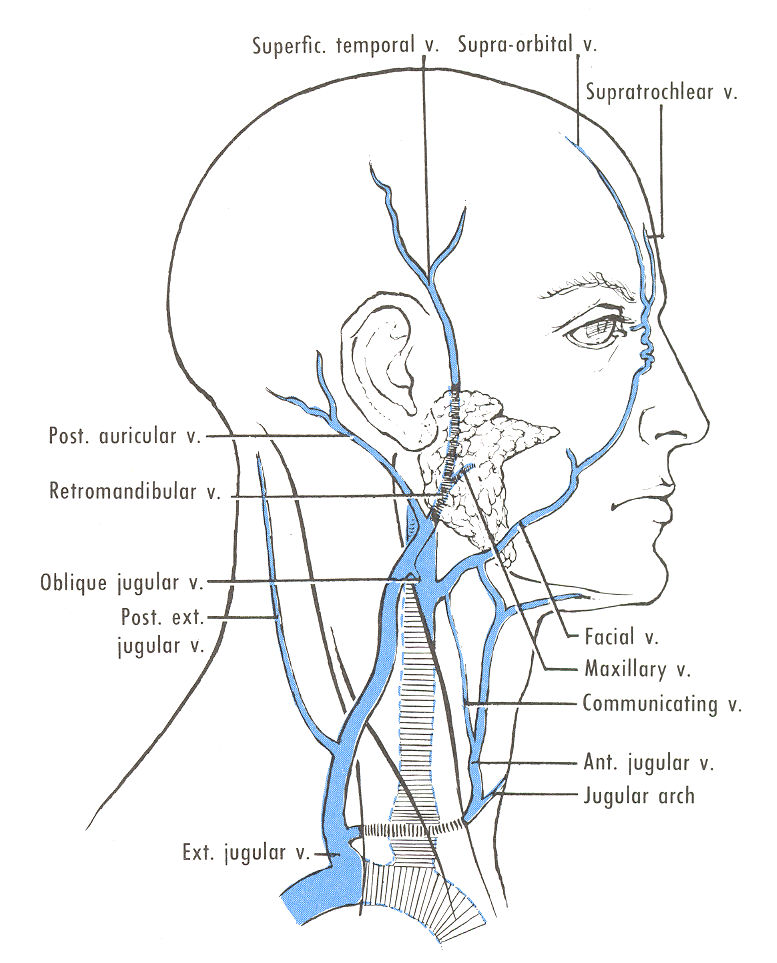 Superfic. temporal v.
Supra-orbital v.
Supratrochlear v.
Post. auricular v.
Retromandibular v.
Oblique jugular v.
Post. ext.
jugular v.
Facial v.
Maxillary v.
Communicating v.
Ant. jugular v.
Jugular arch
Ext. jugular v.